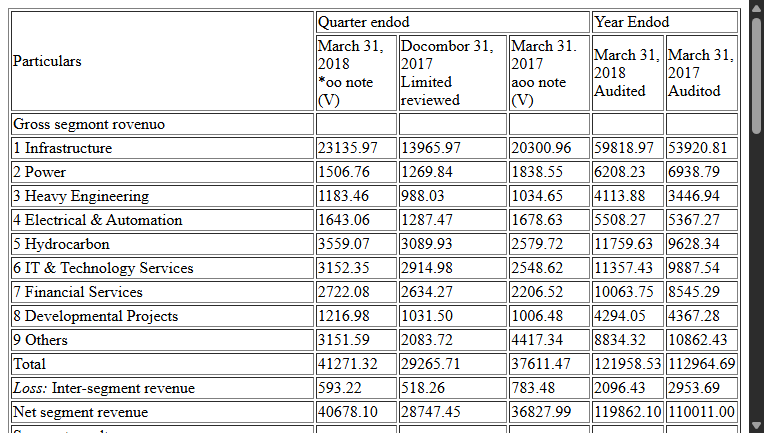 Particulars Quarter endod Year Endod
March 31, 2018 *oo note (V) Docombor 31, 2017 Limited reviewed March 31. 2017 aoo note (V) March 31, 2018 Audited March 31, 2017 Auditod
Gross segmont rovenuo
1 Infrastructure 23135.97 13965.97 20300.96 59818.97 53920.81
2 Power 1506.76 1269.84 1838.55 6208.23 6938.79
3 Heavy Engineering 1183.46 988.03 1034.65 4113.88 3446.94
4 Electrical & Automation 1643.06 1287.47 1678.63 5508.27 5367.27
5 Hydrocarbon 3559.07 3089.93 2579.72 11759.63 9628.34
6 IT & Technology Services 3152.35 2914.98 2548.62 11357.43 9887.54
7 Financial Services 2722.08 2634.27 2206.52 10063.75 8545.29
8 Developmental Projects 1216.98 1031.50 1006.48 4294.05 4367.28
9 Others 3151.59 2083.72 4417.34 8834.32 10862.43
Total 41271.32 29265.71 37611.47 121958.53 112964.69
Loss: Inter-segment revenue 593.22 518.26 783.48 2096.43 2953.69
Net segment revenue 40678.10 28747.45 36827.99 119862.10 110011.00